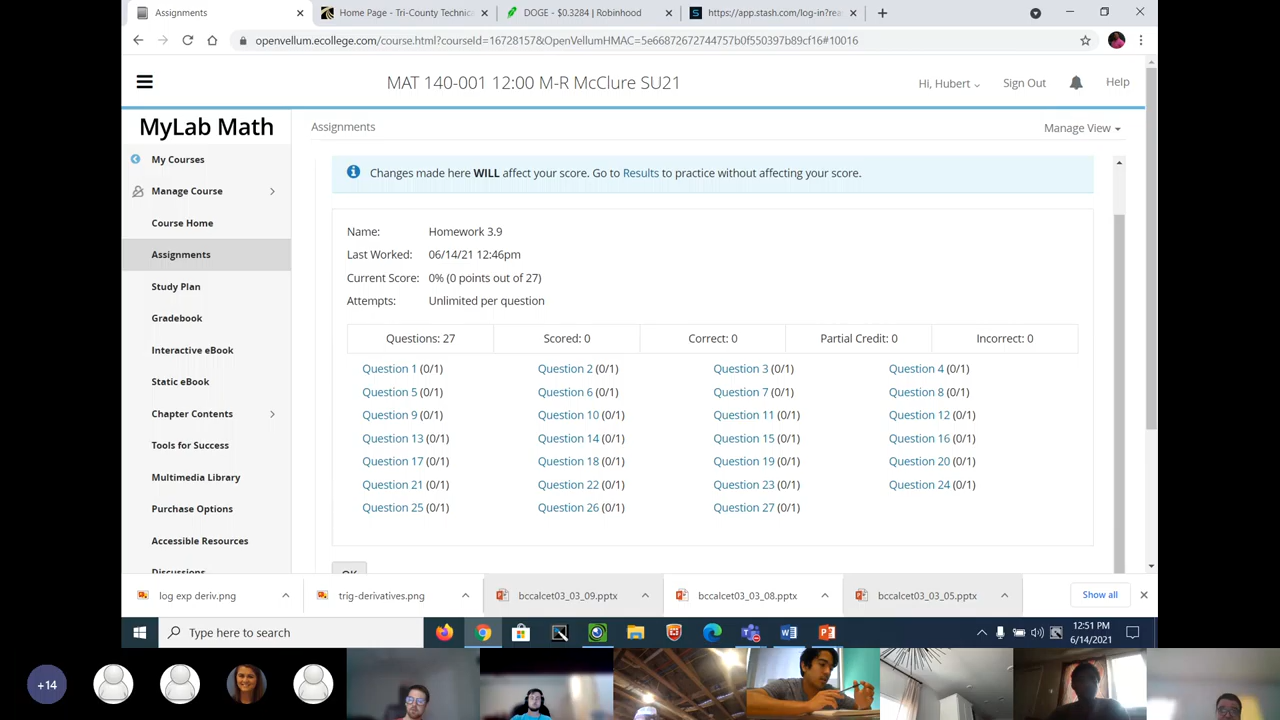 Assignments
Home Page - Tri-County Technic
DOGE - $0.3284 | Robinhood
https://app.stash.com/log-in?rea
openvellum.ecollege.com/course.html?courseId=16728157&OpenVellumHMAC=5e66872672744757b0f550397b89cf16#10016
MAT 140-001 12:00 M-R McClure SU21
Hi, Hubert
Sign Out
Help
MyLab Math
Assignments
Manage View
My Courses
Manage Course
Course Home
Assignments
Study Plan
Gradebook
Interactive eBook
Static eBook
Chapter Contents
Tools for Success
Multimedia Library
Purchase Options
Accessible Resources
Discussions
Changes made here WILL affect your score. Go to Results to practice without affecting your score.
Name: Homework 3.9
Last Worked: 06/14/21 12:46pm
Current Score: 0% (0 points out of 27)
Attempts: Unlimited per question
Questions: 27 Scored: 0 Correct: 0 Partial Credit: 0 Incorrect: 0
Question 1 (0/1) Question 2 (0/1) Question 3 (0/1) Question 4 (0/1)
Question 5 (0/1) Question 6 (0/1) Question 7 (0/1) Question 8 (0/1)
Question 9 (0/1) Question 10 (0/1) Question 11 (0/1) Question 12 (0/1)
Question 13 (0/1) Question 14 (0/1) Question 15 (0/1) Question 16 (0/1)
Question 17 (0/1) Question 18 (0/1) Question 19 (0/1) Question 20 (0/1)
Question 21 (0/1) Question 22 (0/1) Question 23 (0/1) Question 24 (0/1)
Question 25 (0/1) Question 26 (0/1) Question 27 (0/1)
OK
log exp deriv.png
trig-derivatives.png
bccalcet03_03_09.pptx
bccalcet03_03_08.pptx
bccalcet03_03_05.pptx
Show all
Type here to search
12:51 PM
6/14/2021
+14